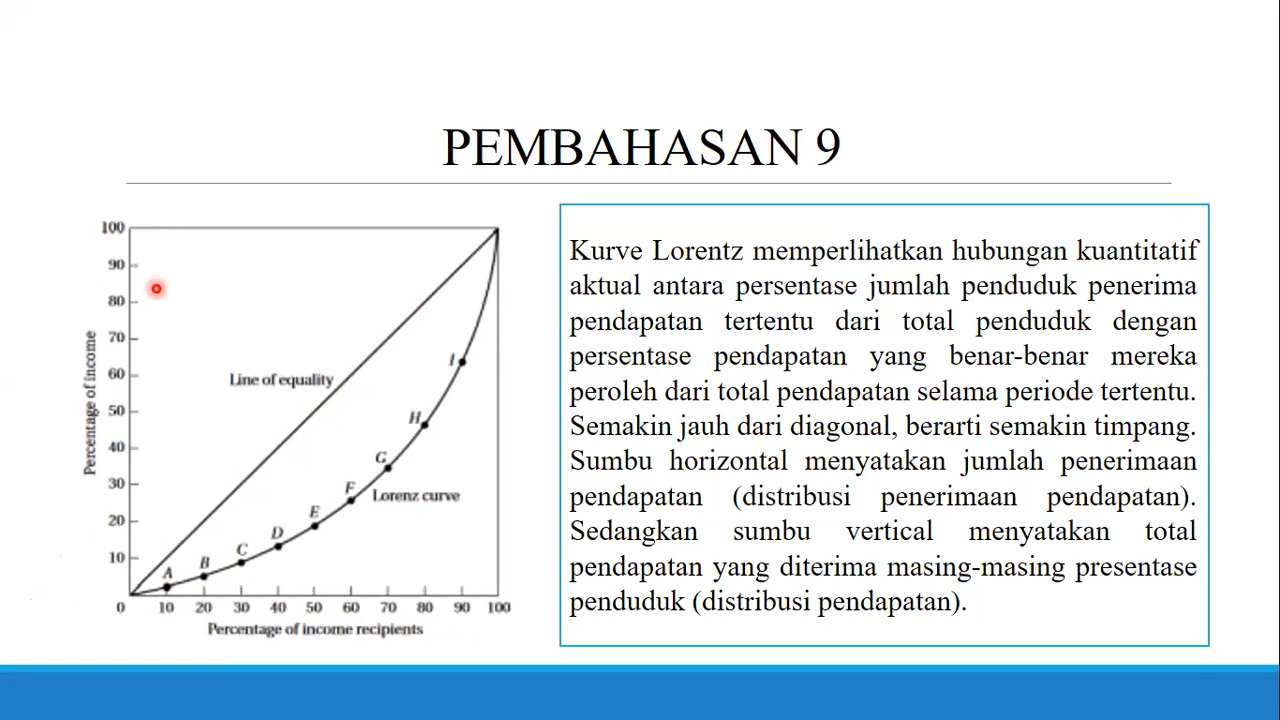 PEMBAHASAN 9
100
90
80
70
60
50
40
30
20
10
0
Percentage of income
Line of equality
Lorenz curve
A
B
C
D
E
F
G
H
I
10 20 30 40 50 60 70 80 90 100
Percentage of income recipients
Kurve Lorentz memperlihatkan hubungan kuantitatif
aktual antara persentase jumlah penduduk penerima
pendapatan tertentu dari total penduduk dengan
persentase pendapatan yang benar-benar mereka
peroleh dari total pendapatan selama periode tertentu.
Semakin jauh dari diagonal, berarti semakin timpang.
Sumbu horizontal menyatakan jumlah penerimaan
pendapatan (distribusi penerimaan pendapatan).
Sedangkan sumbu vertical menyatakan total
pendapatan yang diterima masing-masing presentase
penduduk (distribusi pendapatan).